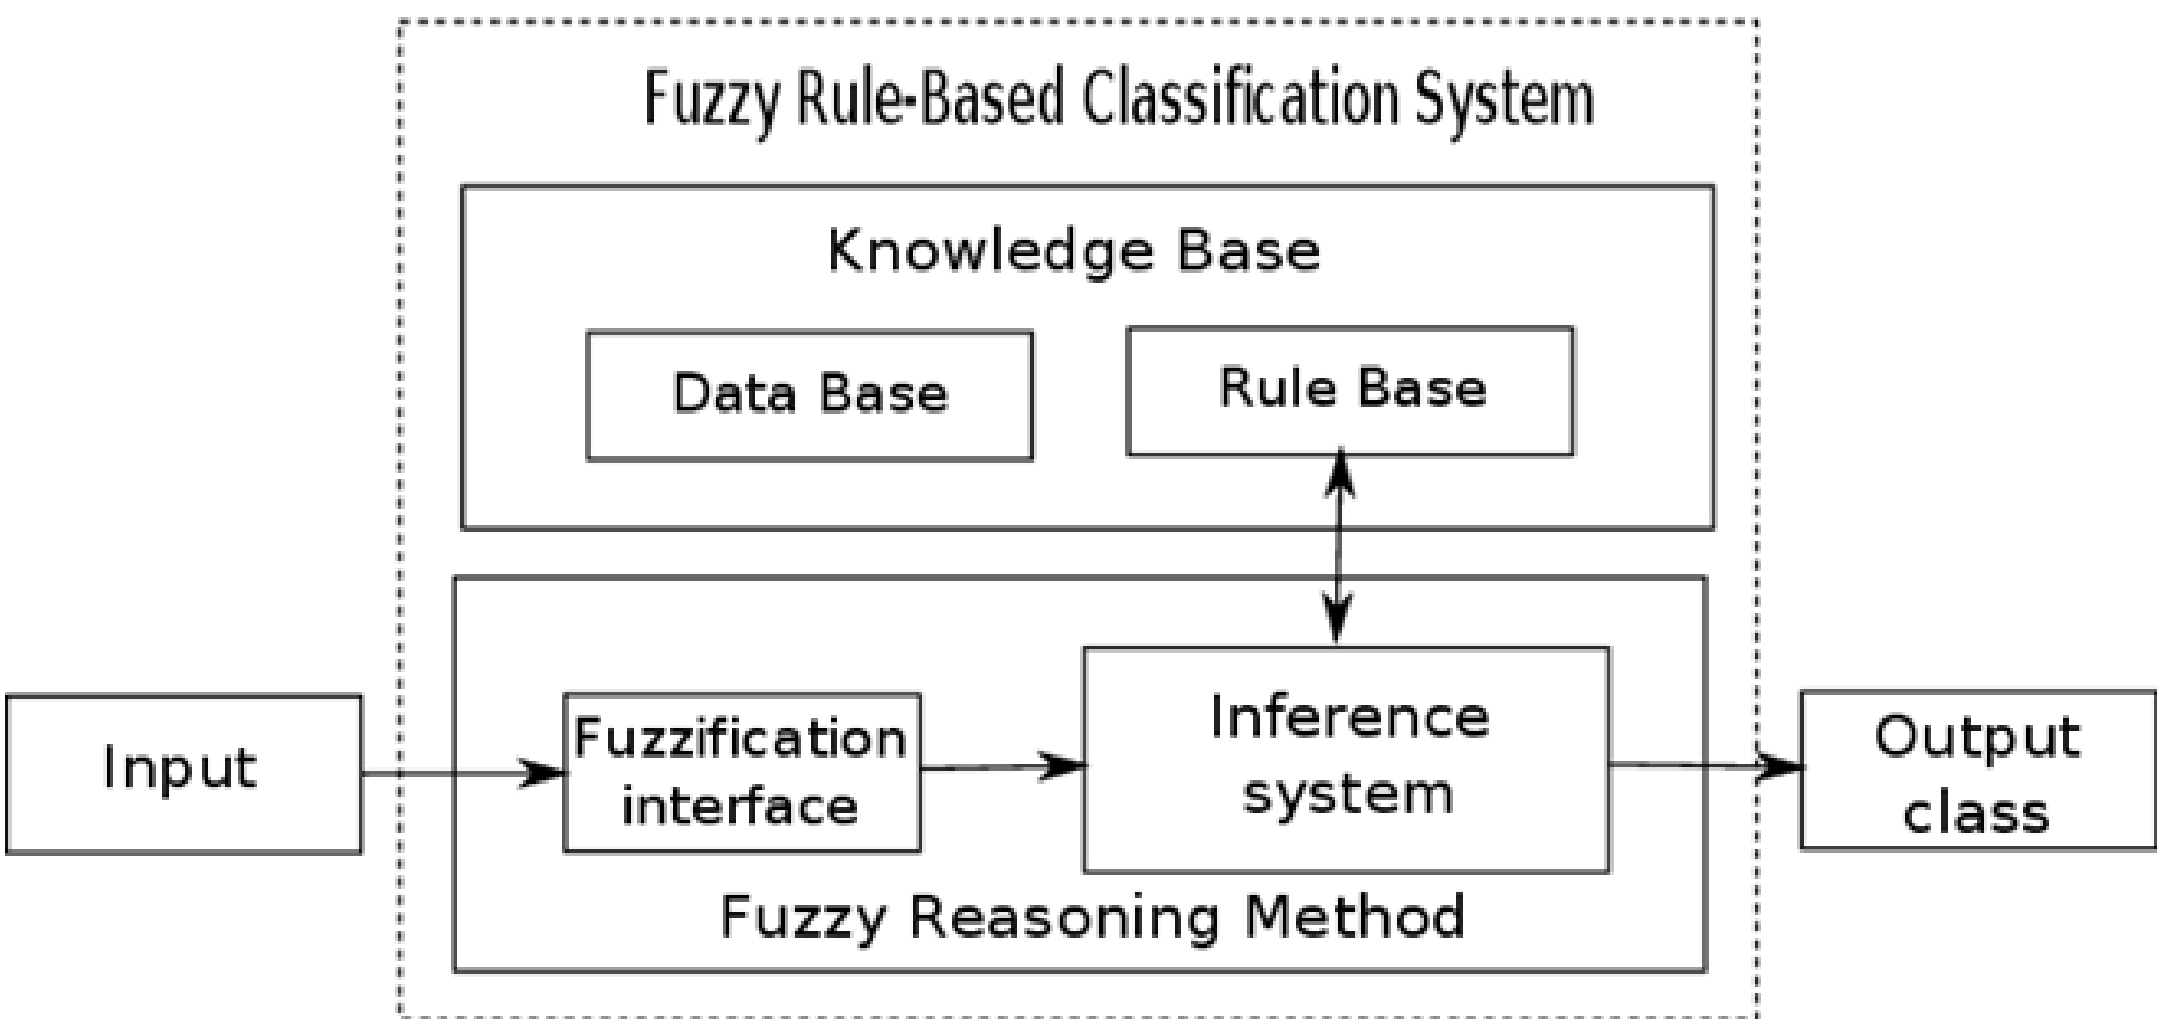 Fuzzy Rule-Based Classification System
Knowledge Base
Data Base
Rule Base
Input
Fuzzification
interface
Inference
system
Output
class
Fuzzy Reasoning Method